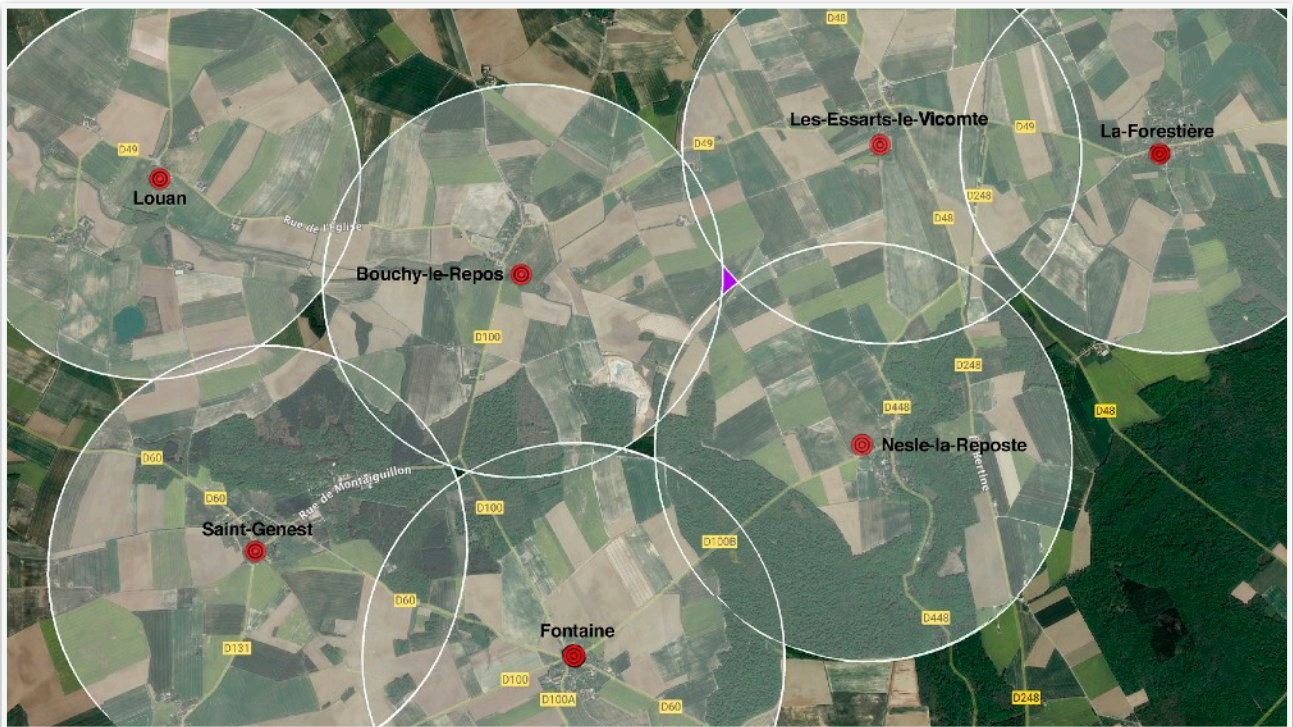 D48
Les-Essarts-le-Vicomte
D49
La-Forestière
D49
D49
Louan
D248
Rue de l'Eglise
D48
Bouchy-le-Repos
D100
D248
D448
D48
Nesle-la-Reposte
D60
Rue de Montaiguillon
D60
D100
Saint-Genest
D100B
D60
D448
Fontaine
D131
D100
D100A
D60
D248